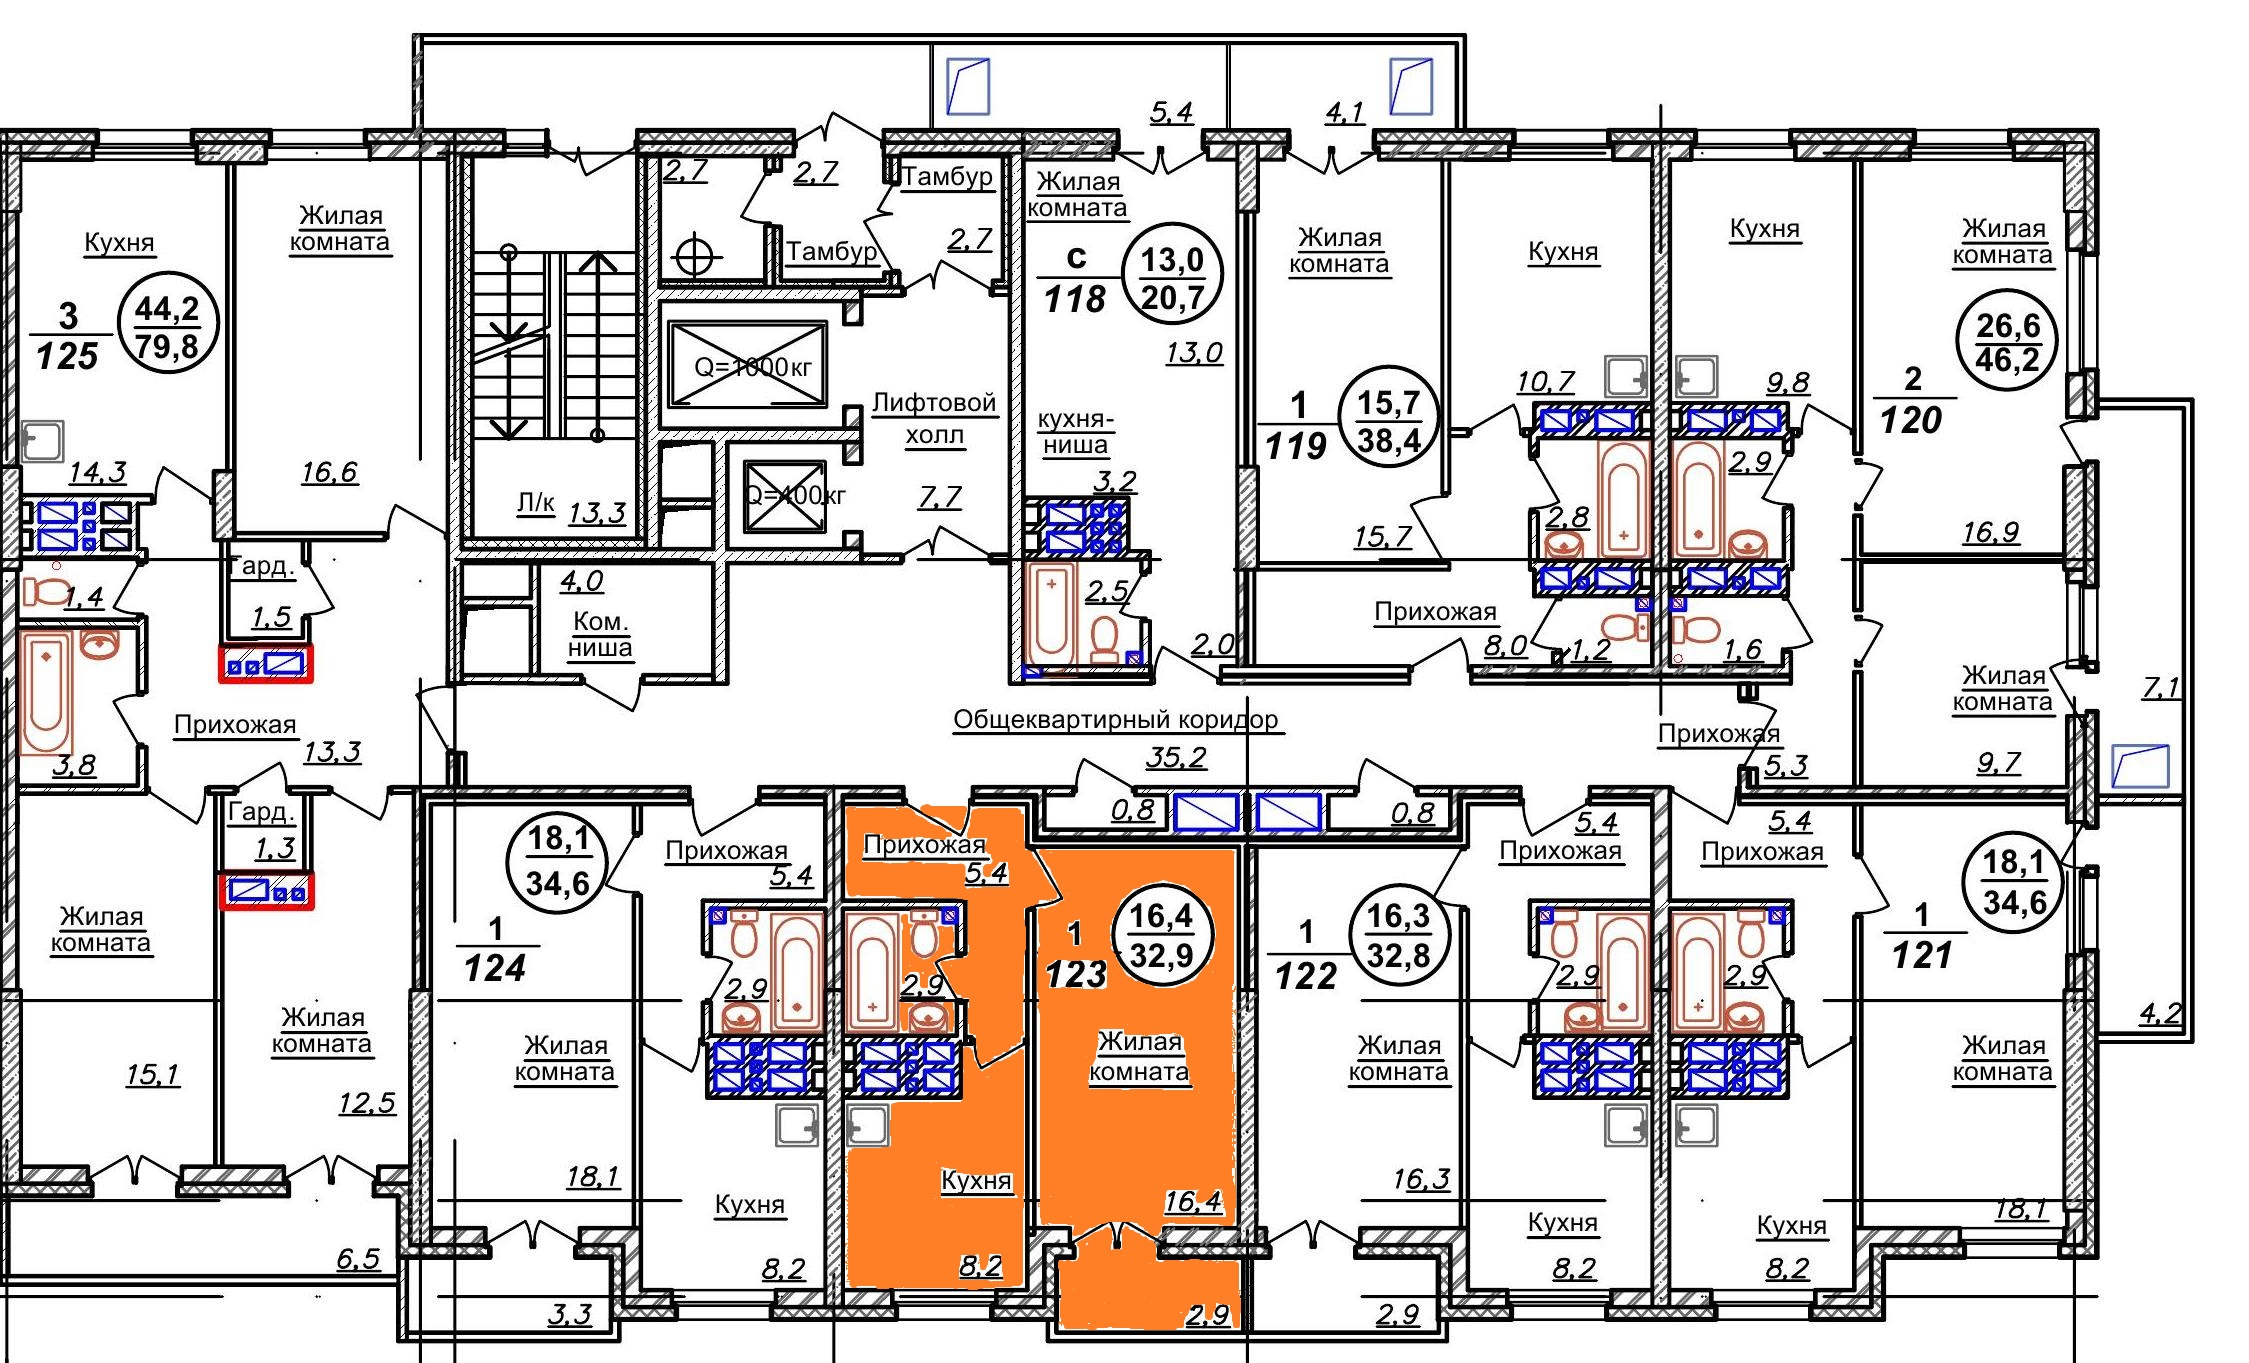 5,4
4,1
2,7
2,7
Тамбур
Тамбур
2,7
Кухня
3
125
44,2
79,8
14,3
Жилая
комната
16,6
Л/к
13,3
Q=1000кг
Q=400кг
Лифтовой
холл
7,7
Жилая
комната
с
118
13,0
20,7
13,0
кухня-
ниша
3,2
2,5
2,0
Жилая
комната
1
119
15,7
38,4
15,7
Кухня
10,7
2,8
Прихожая
8,0
1,2
Кухня
9,8
2,9
1,6
2
120
26,6
46,2
Жилая
комната
16,9
Жилая
комната
9,7
7,1
Прихожая
5,3
Гард.
1,5
1,4
3,8
Прихожая
13,3
4,0
Ком.
ниша
Общеквартирный коридор
35,2
0,8
0,8
Гард.
1,3
Жилая
комната
15,1
Жилая
комната
12,5
6,5
18,1
34,6
1
124
Прихожая
5,4
2,9
Жилая
комната
18,1
Кухня
8,2
3,3
Прихожая
5,4
2,9
1
123
16,4
32,9
Жилая
комната
16,4
Кухня
8,2
2,9
1
122
16,3
32,8
Прихожая
5,4
2,9
Жилая
комната
16,3
Кухня
8,2
2,9
5,4
Прихожая
2,9
1
121
18,1
34,6
Жилая
комната
18,1
Кухня
8,2
4,2